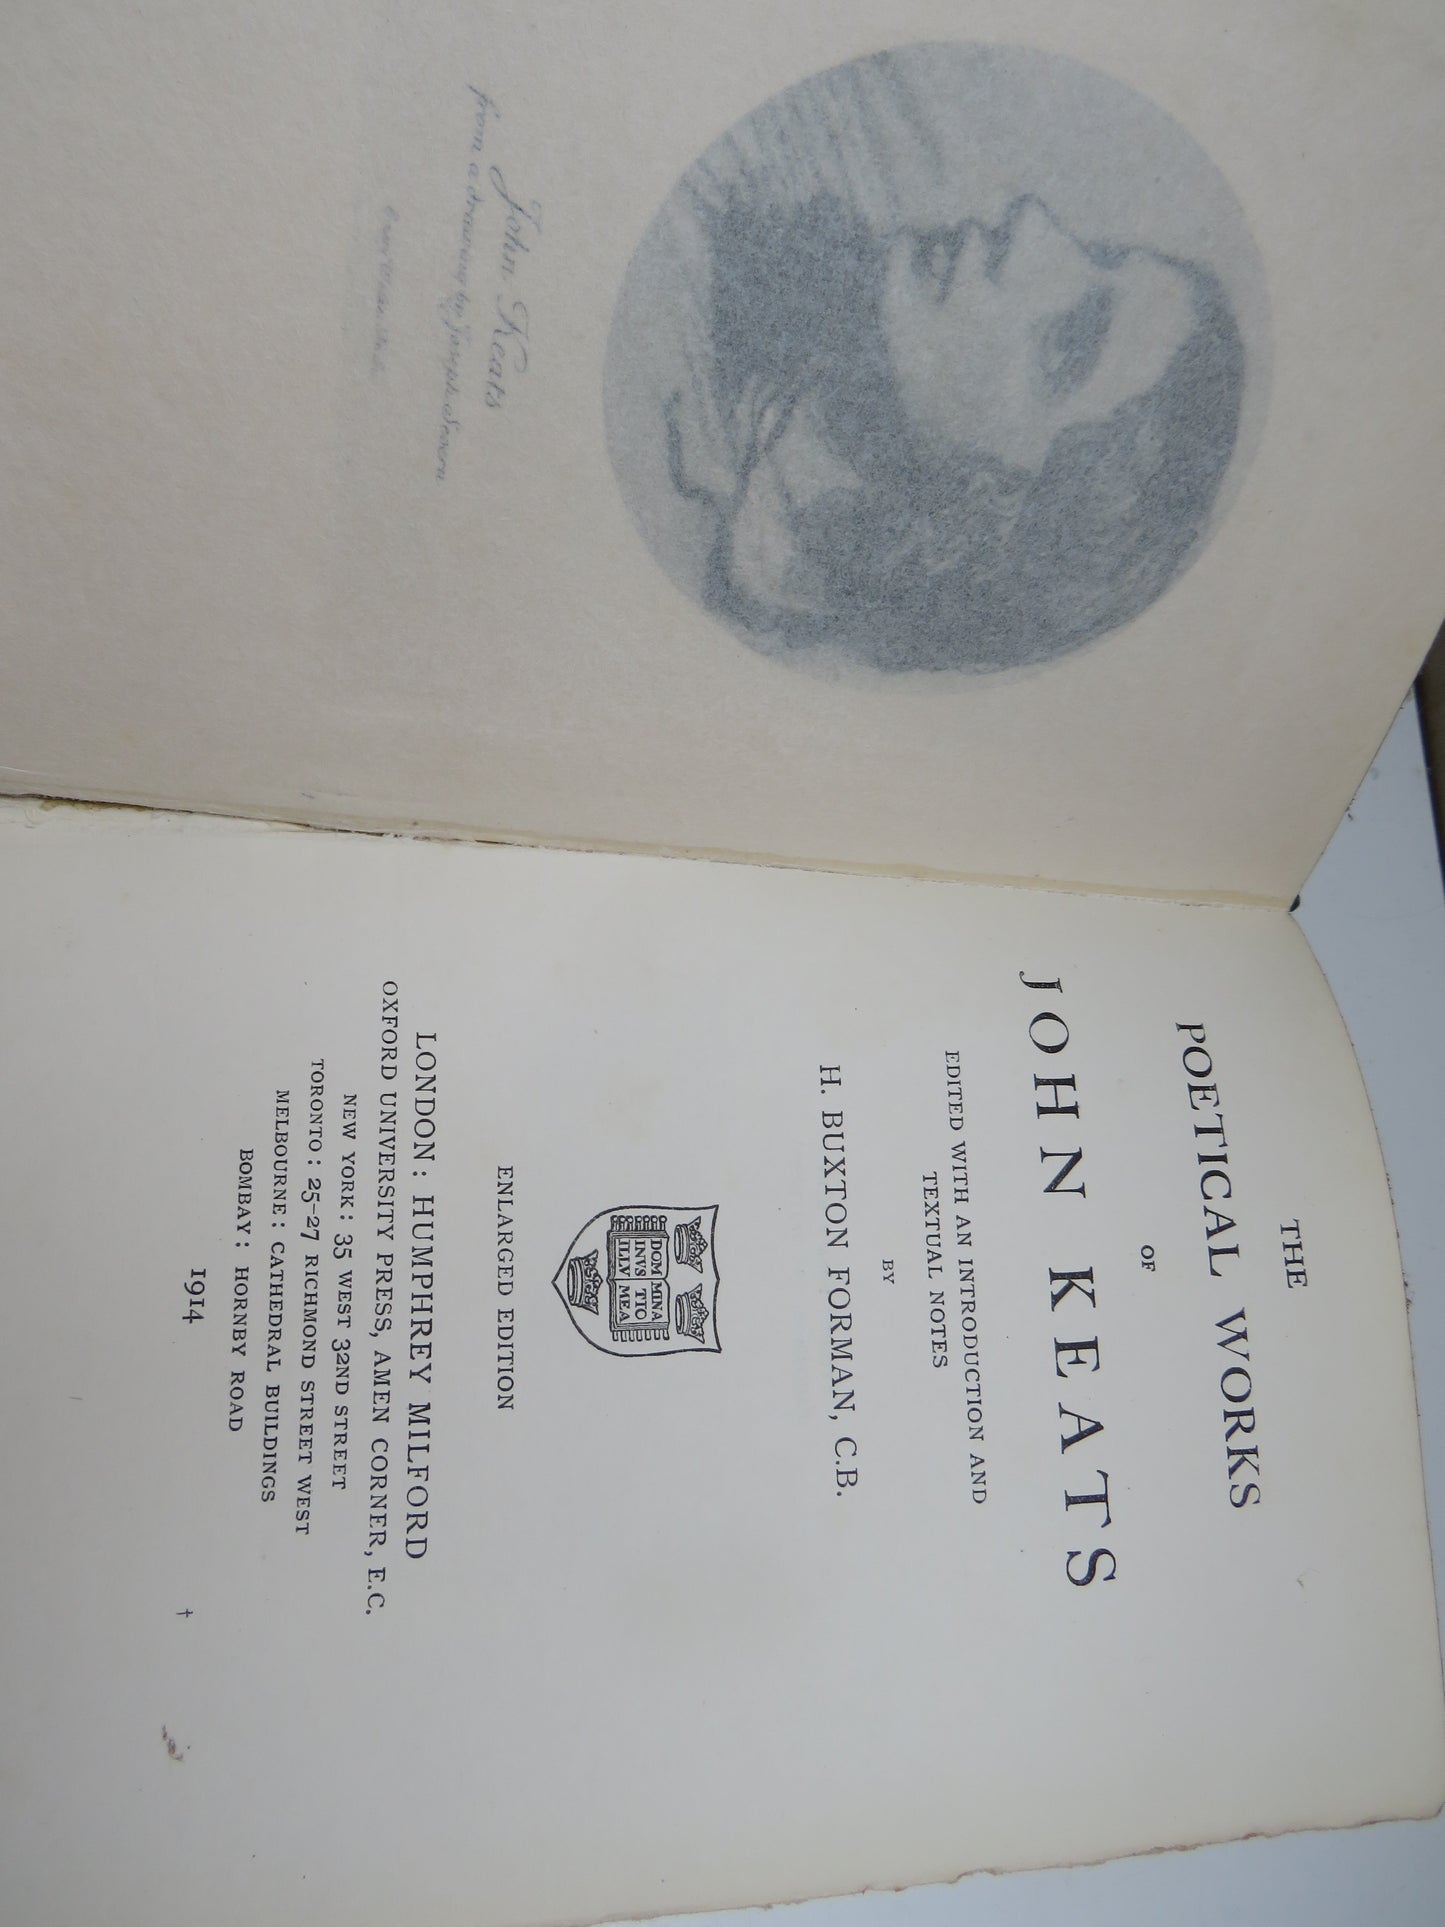 John Keats
from a drawing by Joseph Severn
THE
POETICAL WORKS
OF
JOHN KEATS
EDITED WITH AN INTRODUCTION AND
TEXTUAL NOTES
BY
H. BUXTON FORMAN, C.B.
DOM MINA
INVS TIO
ILLV MEA
ENLARGED EDITION
LONDON: HUMPHREY MILFORD
OXFORD UNIVERSITY PRESS, AMEN CORNER, E.C.
NEW YORK: 35 WEST 32ND STREET
TORONTO: 25-27 RICHMOND STREET WEST
MELBOURNE: CATHEDRAL BUILDINGS
BOMBAY: HORNBY ROAD
1914